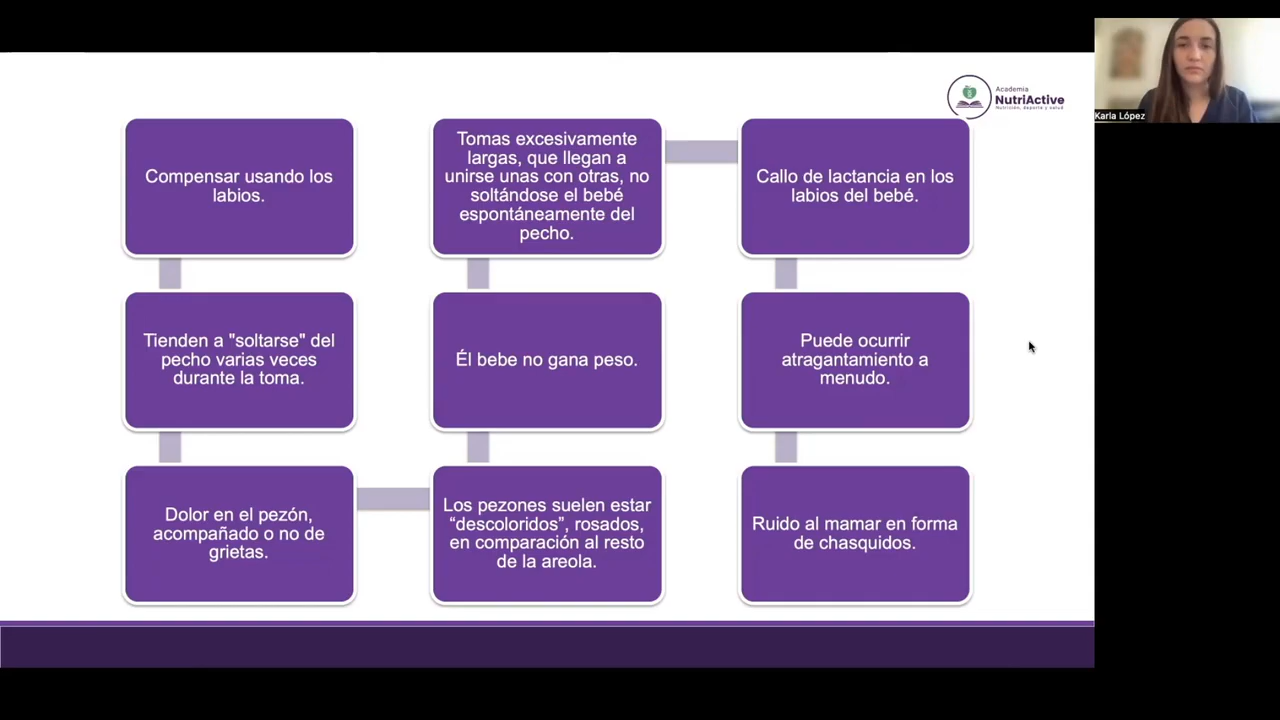 Academia
NutriActive
Nutrición, deporte y salud
Karla López
Compensar usando los
labios.
Tienden a "soltarse" del
pecho varias veces
durante la toma.
Dolor en el pezón,
acompañado o no de
grietas.
Los pezones suelen estar
“descoloridos”, rosados,
en comparación al resto
de la areola.
Él bebe no gana peso.
Tomas excesivamente
largas, que llegan a
unirse unas con otras, no
soltándose el bebé
espontáneamente del
pecho.
Callo de lactancia en los
labios del bebé.
Puede ocurrir
atragantamiento a
menudo.
Ruido al mamar en forma
de chasquidos.